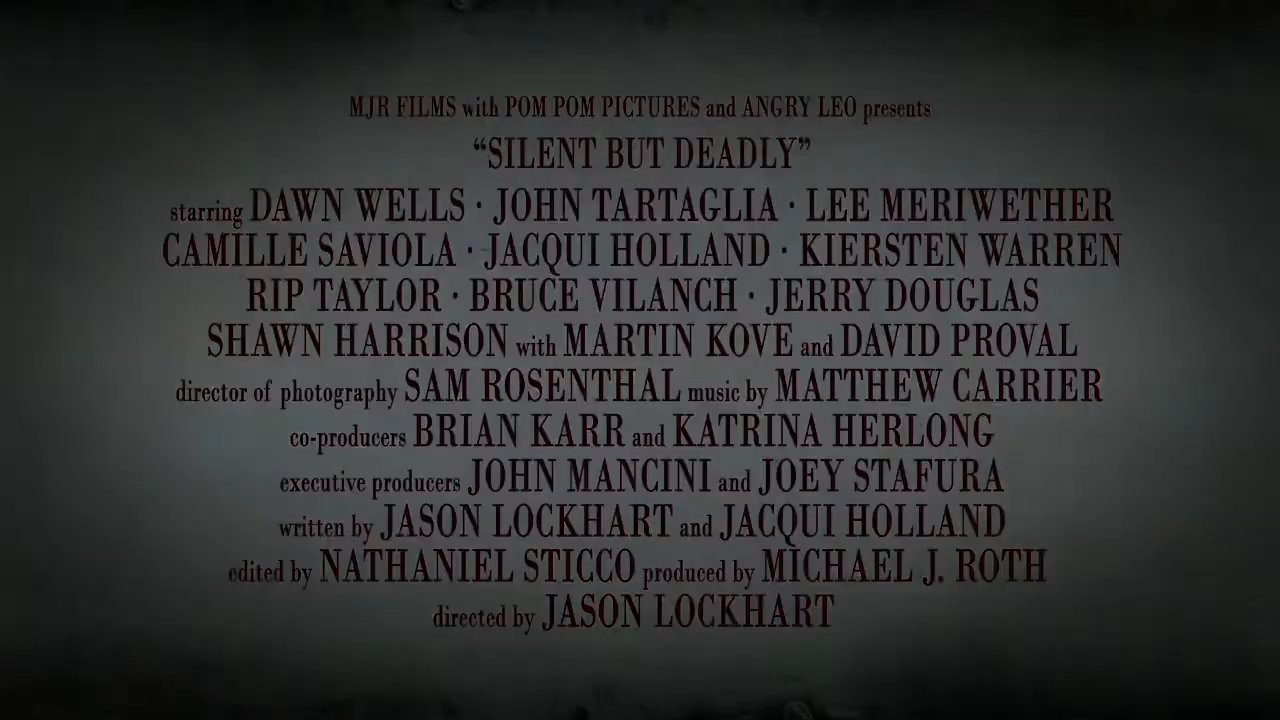 MJR FILMS with POM POM PICTURES and ANGRY LEO presents
“SILENT BUT DEADLY”
starring DAWN WELLS · JOHN TARTAGLIA · LEE MERIWETHER
CAMILLE SAVIOLA · JACQUI HOLLAND · KIERSTEN WARREN
RIP TAYLOR · BRUCE VILANCH · JERRY DOUGLAS
SHAWN HARRISON with MARTIN KOVE and DAVID PROVAL
director of photography SAM ROSENTHAL music by MATTHEW CARRIER
co-producers BRIAN KARR and KATRINA HERLONG
executive producers JOHN MANCINI and JOEY STAFURA
written by JASON LOCKHART and JACQUI HOLLAND
edited by NATHANIEL STICCO produced by MICHAEL J. ROTH
directed by JASON LOCKHART